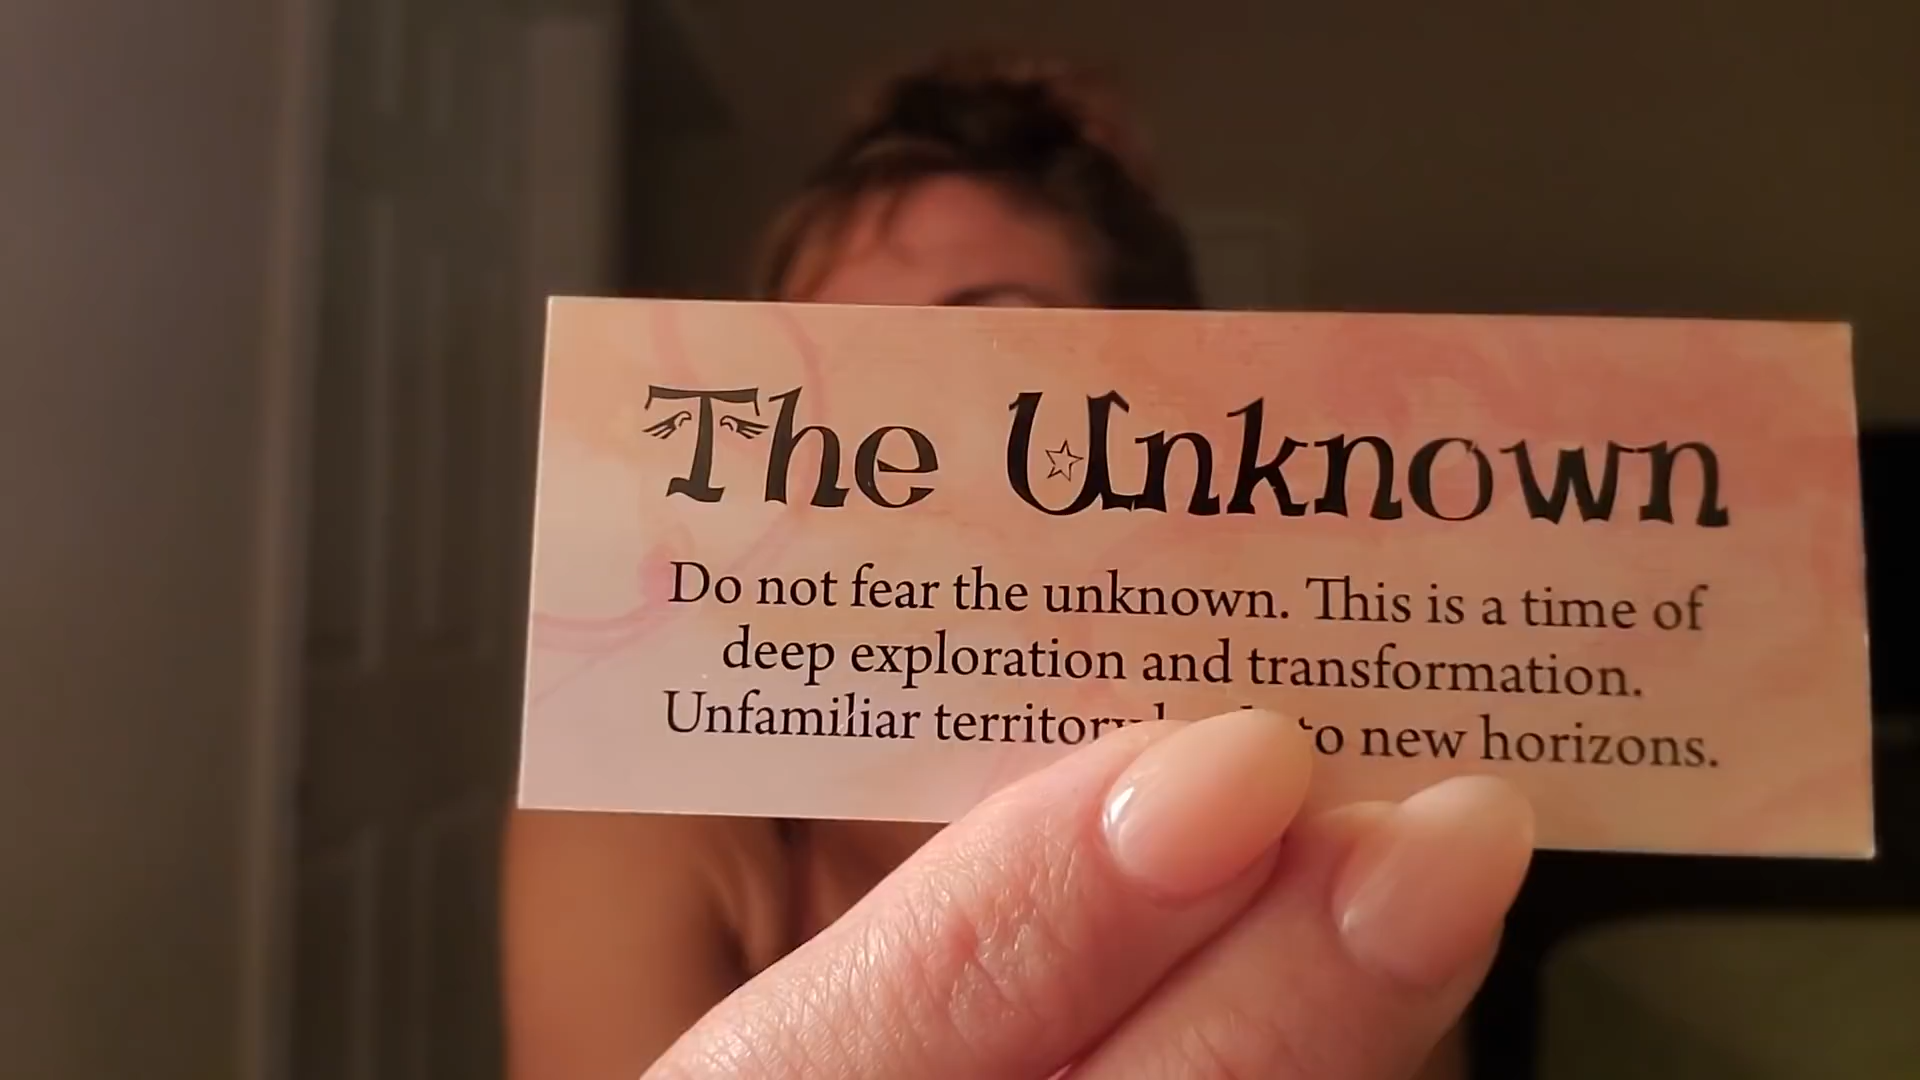 The Unknown
Do not fear the unknown. This is a time of
deep exploration and transformation.
Unfamiliar territory to new horizons.